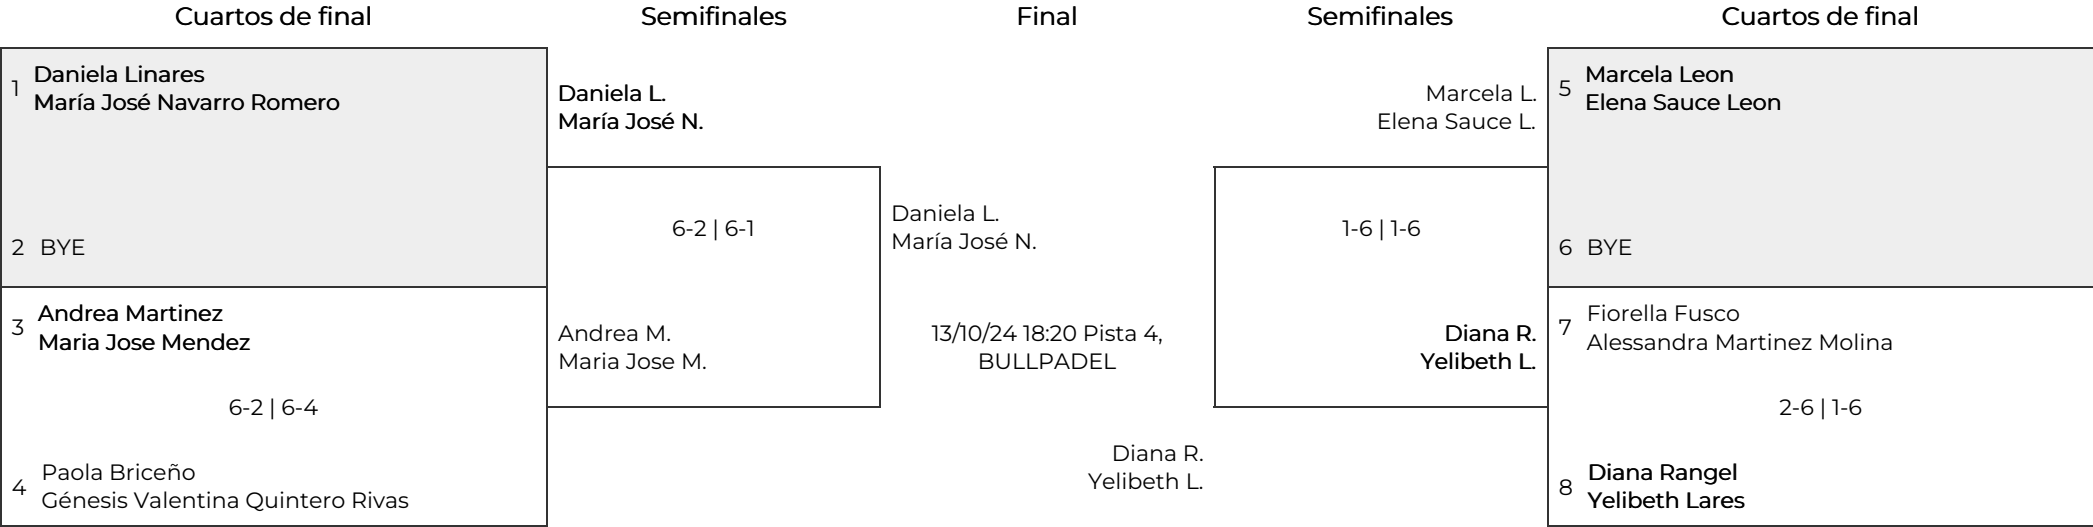 Cuartos de final
Semifinales
Final
Semifinales
Cuartos de final
1
Daniela Linares
María José Navarro Romero
2 BYE
3
Andrea Martinez
Maria Jose Mendez
6-2 | 6-4
4
Paola Briceño
Génesis Valentina Quintero Rivas
Daniela L.
María José N.
6-2 | 6-1
Andrea M.
Maria Jose M.
Daniela L.
María José N.
13/10/24 18:20 Pista 4,
BULLPADEL
Diana R.
Yelibeth L.
Marcela L.
Elena Sauce L.
1-6 | 1-6
Diana R.
Yelibeth L.
5
Marcela Leon
Elena Sauce Leon
6 BYE
7
Fiorella Fusco
Alessandra Martinez Molina
2-6 | 1-6
8
Diana Rangel
Yelibeth Lares